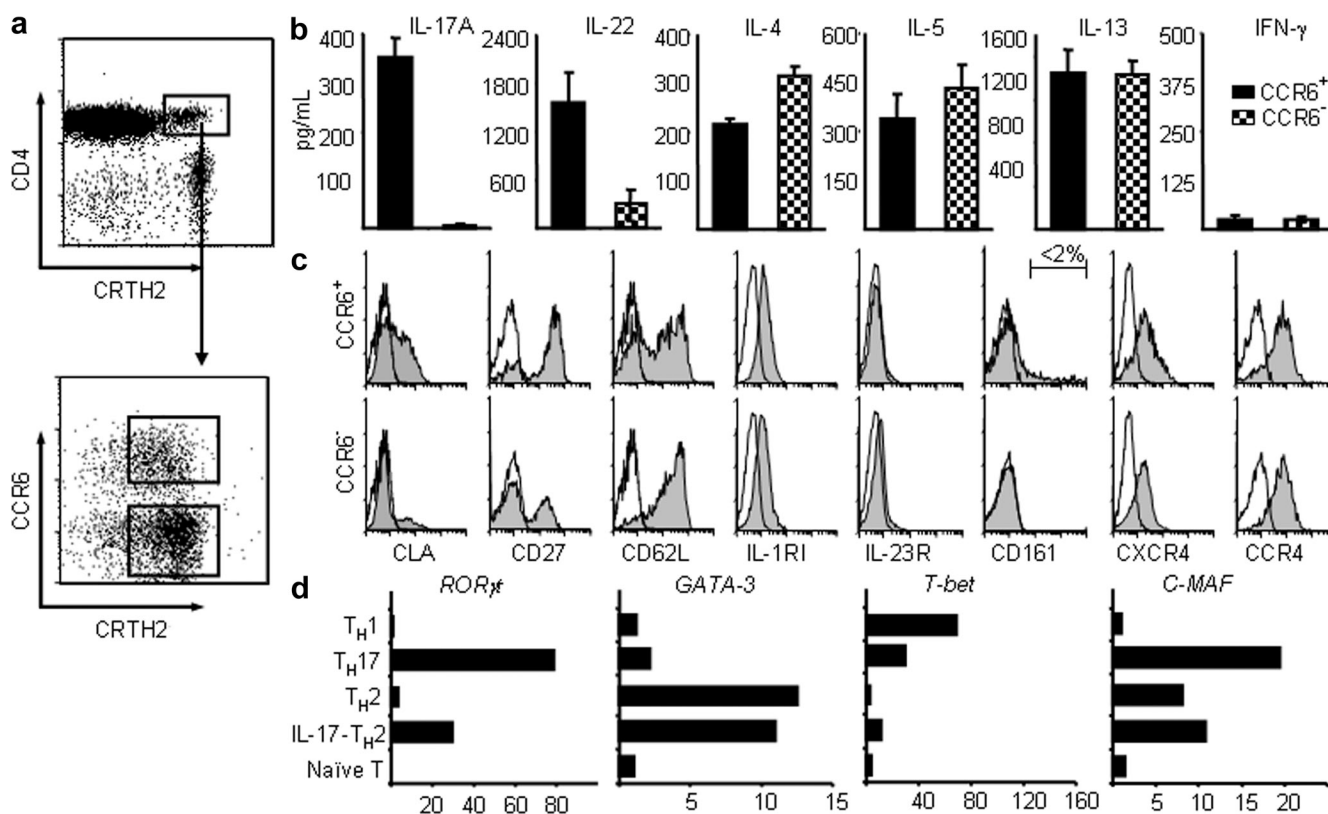 a
CD4
CRTH2
CCR6
CRTH2
b
IL-17A
IL-22
IL-4
IL-5
IL-13
IFN-γ
pg/mL
400
300
200
100
2400
1800
1200
600
400
300
200
100
600
450
300
150
1600
1200
800
400
500
375
250
125
CCR6+
CCR6-
c
<2%
CCR6+
CCR6-
CLA
CD27
CD62L
IL-1RI
IL-23R
CD161
CXCR4
CCR4
d
RORγt
GATA-3
T-bet
C-MAF
TH1
TH17
TH2
IL-17-TH2
Naïve T
20 40 60 80
5 10 15
40 80 120 160
5 10 15 20